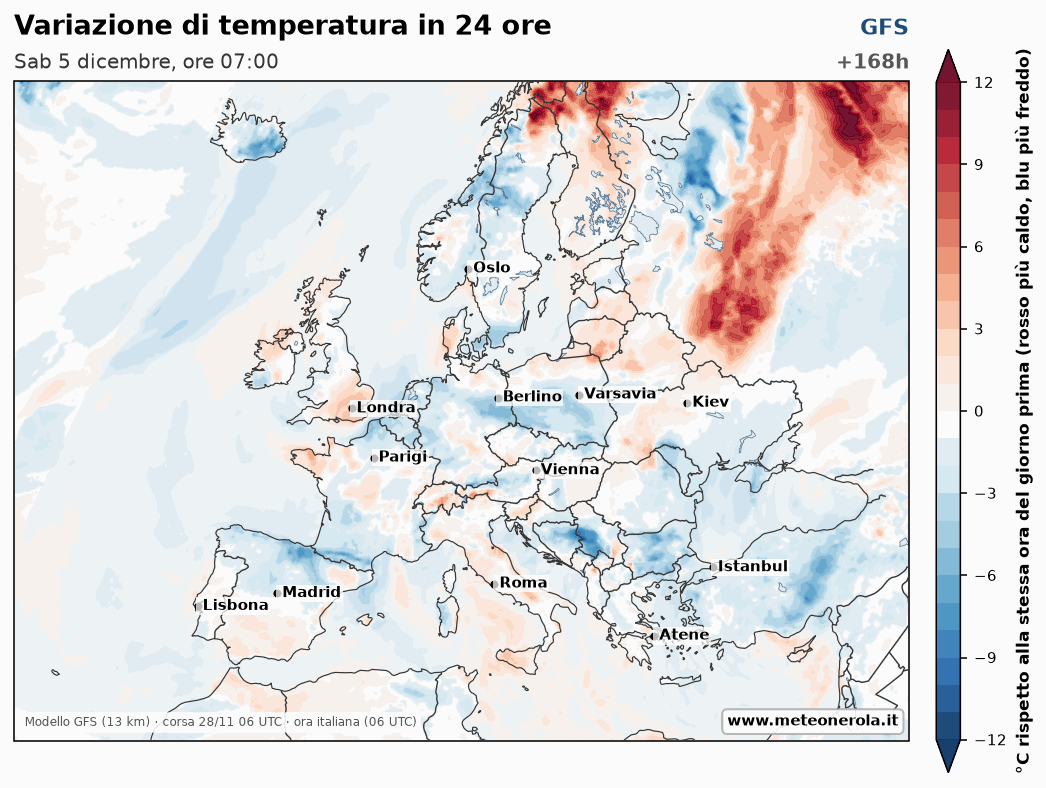 Variazione di temperatura in 24 ore
GFS
Sab 5 dicembre, ore 07:00
+168h
12
9
6
3
0
−3
−6
−9
−12
°C rispetto alla stessa ora del giorno prima (rosso più caldo, blu più freddo)
Oslo
Londra
Berlino
Varsavia
Kiev
Parigi
Vienna
Istanbul
Roma
Madrid
Lisbona
Atene
Modello GFS (13 km) · corsa 28/11 06 UTC · ora italiana (06 UTC)
www.meteonerola.it